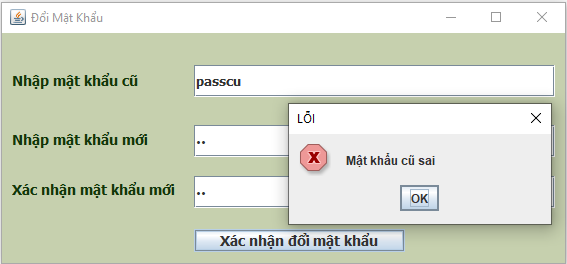 Đổi Mật Khẩu
Nhập mật khẩu cũ
passcu
Nhập mật khẩu mới
..
Xác nhận mật khẩu mới
..
Xác nhận đổi mật khẩu
LỖI
Mật khẩu cũ sai
OK